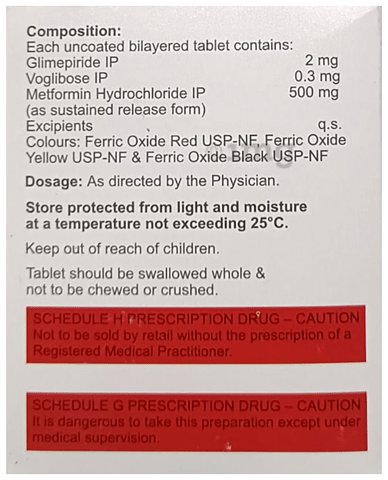 Composition:
Each uncoated bilayered tablet contains:
Glimepiride IP 2 mg
Voglibose IP 0.3 mg
Metformin Hydrochloride IP 500 mg
(as sustained release form)
Excipients q.s.
Colours: Ferric Oxide Red USP-NF, Ferric Oxide
Yellow USP-NF & Ferric Oxide Black USP-NF
Dosage: As directed by the Physician.
Store protected from light and moisture
at a temperature not exceeding 25°C.
Keep out of reach of children.
Tablet should be swallowed whole &
not to be chewed or crushed.
SCHEDULE H PRESCRIPTION DRUG – CAUTION
Not to be sold by retail without the prescription of a
Registered Medical Practitioner.
SCHEDULE G PRESCRIPTION DRUG – CAUTION
It is dangerous to take this preparation except under
medical supervision.